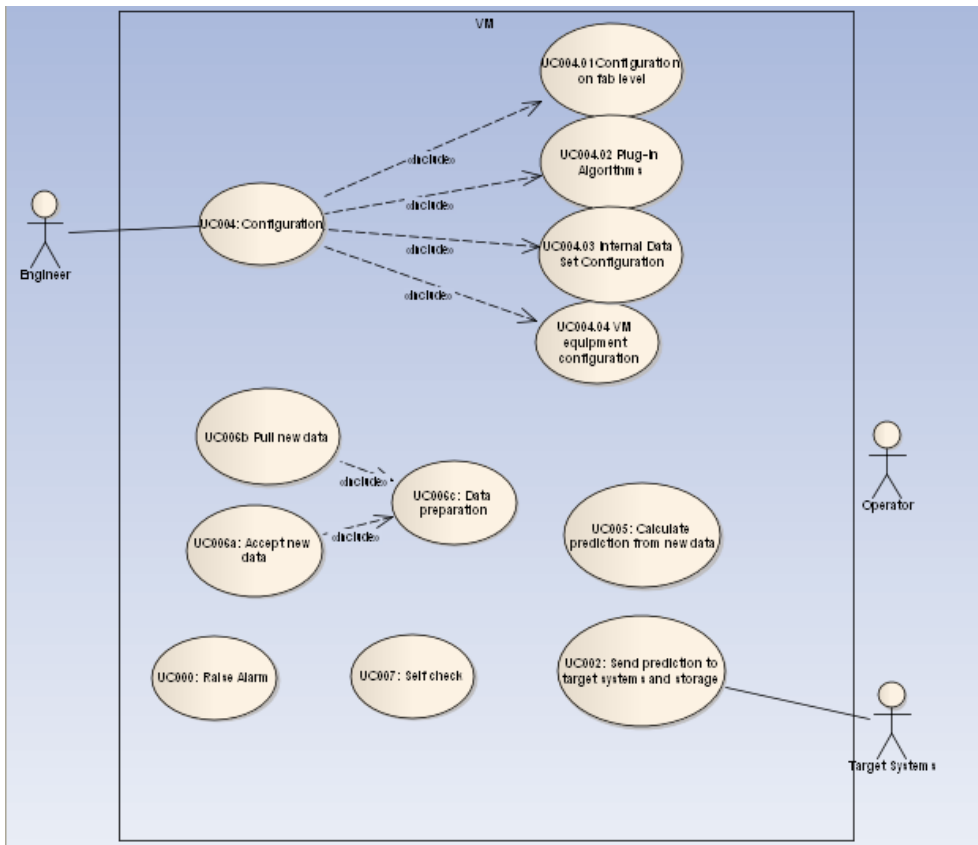 VM
UC004.01Configuration
on fab level
«include»
UC004.02 Plug-In
Algorithms
«include»
UC004: Configuration
UC004.03 Internal Data
Set Configuration
«include»
Engineer
«include»
UC004.04 VM
equipment
configuration
UC006b Pull new data
«include»
UC006c: Data
preparation
Operator
UC005: Calculate
prediction from new data
UC006a: Accept new
data
«include»
UC000: Raise Alarm
UC007: Self check
UC002: Send prediction to
target systems and storage
Target Systems